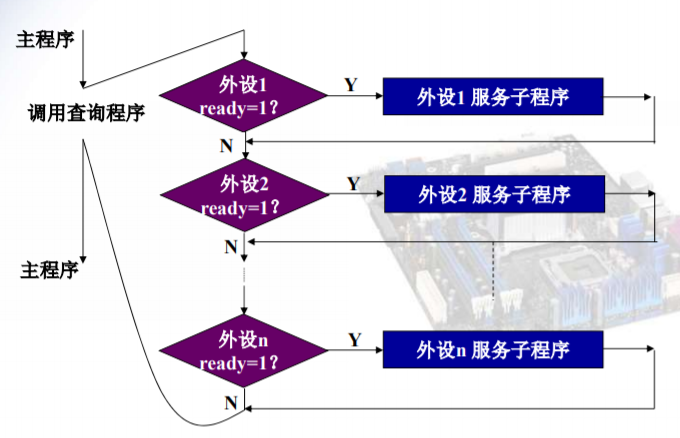 主程序
外设1
ready=1?
Y
外设1 服务子程序
调用查询程序
N
外设2
ready=1?
Y
外设2 服务子程序
N
主程序
外设n
ready=1?
Y
外设n 服务子程序
N